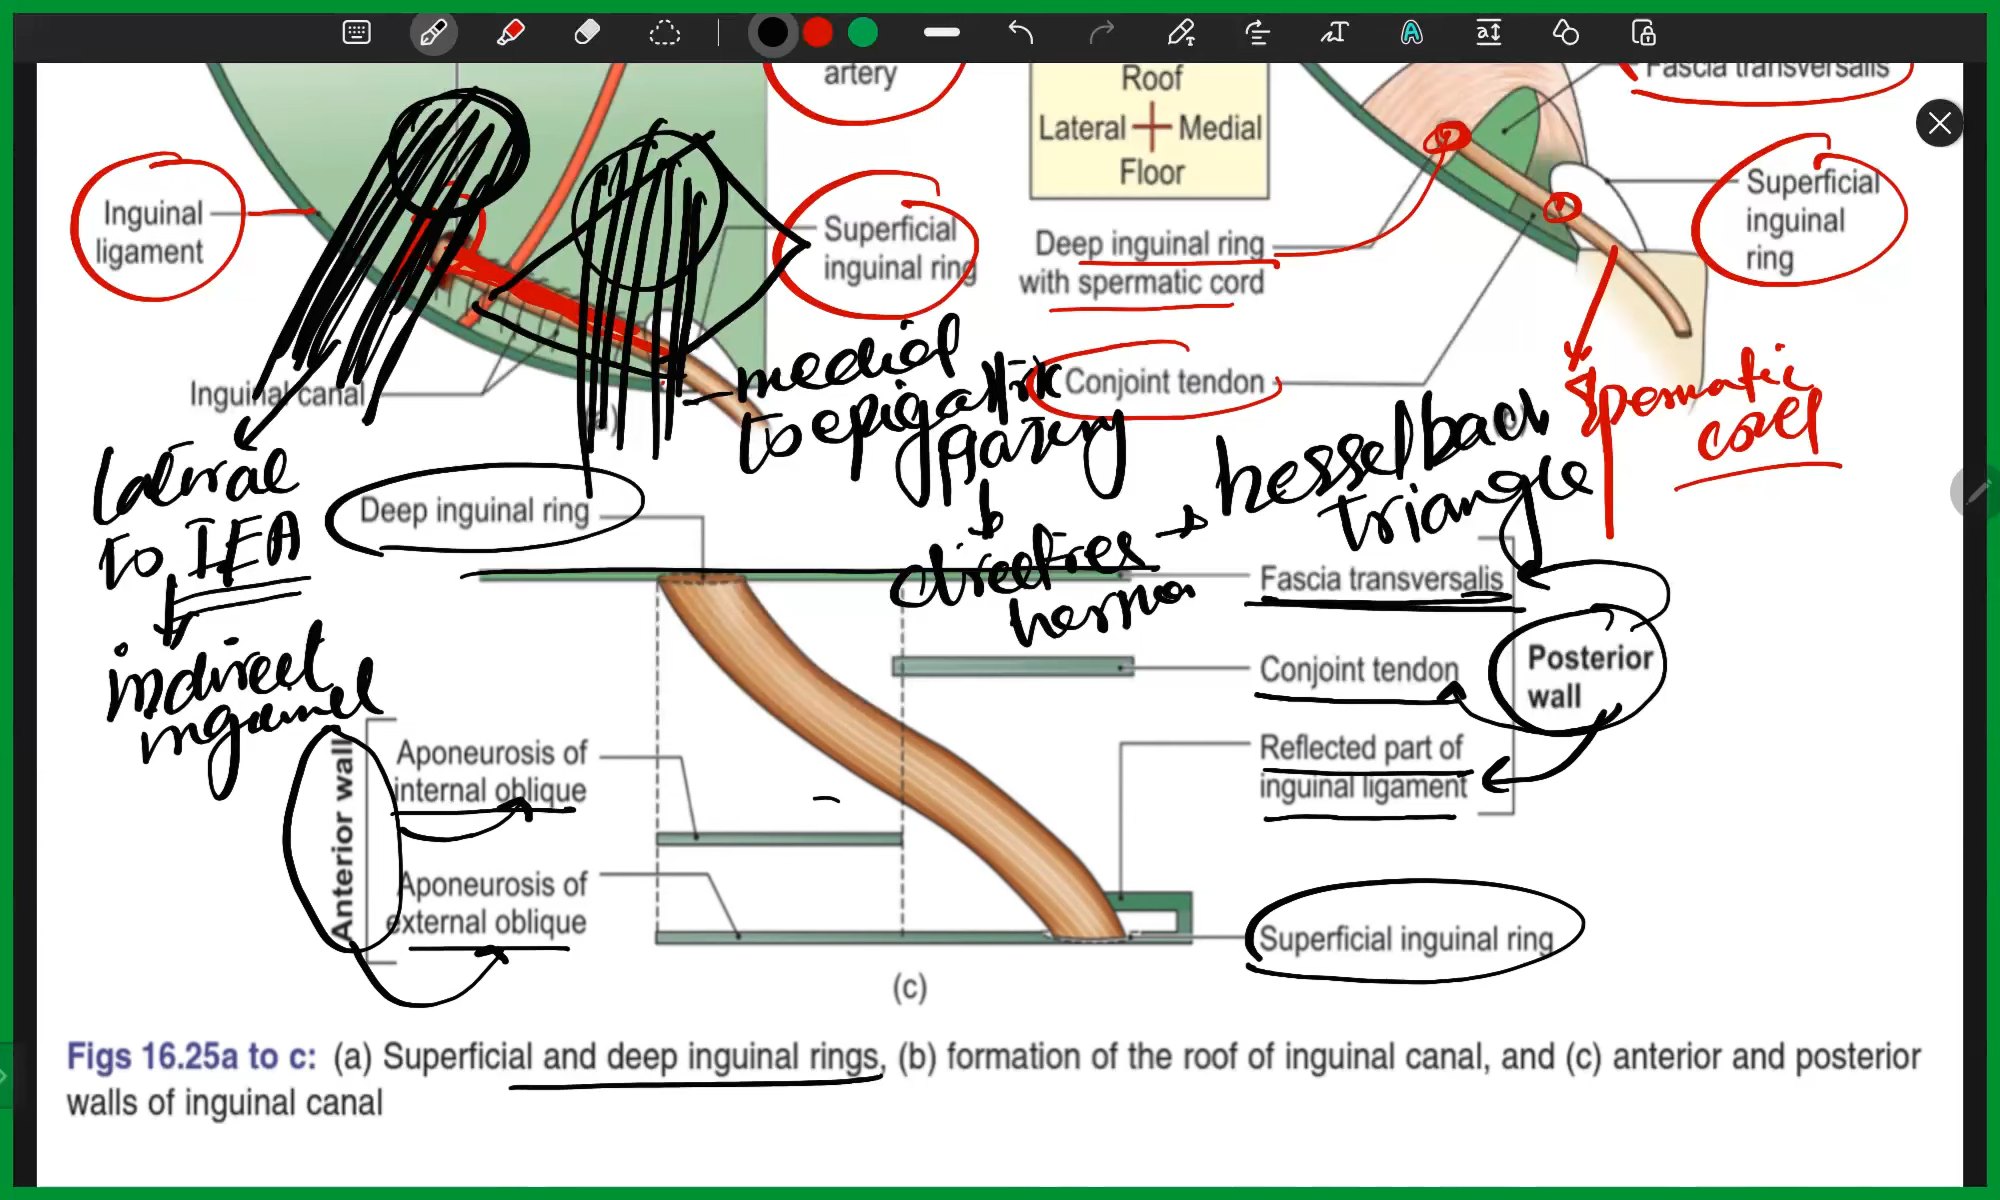 artery
Inguinal
ligament
Superficial
inguinal ring
Inguinal canal
Roof
Lateral Medial
Floor
Deep inguinal ring
with spermatic cord
Conjoint tendon
Fascia transversalis
Superficial
inguinal
ring
Spermatic
cord
medial
to epigastric
artery
hesselbach
triangle
lateral
to IEA
indirect
inguinal
direct
hernia
Deep inguinal ring
Fascia transversalis
Conjoint tendon
Posterior
wall
Reflected part of
inguinal ligament
Anterior wall
Aponeurosis of
internal oblique
Aponeurosis of
external oblique
Superficial inguinal ring
(c)
Figs 16.25a to c: (a) Superficial and deep inguinal rings, (b) formation of the roof of inguinal canal, and (c) anterior and posterior
walls of inguinal canal